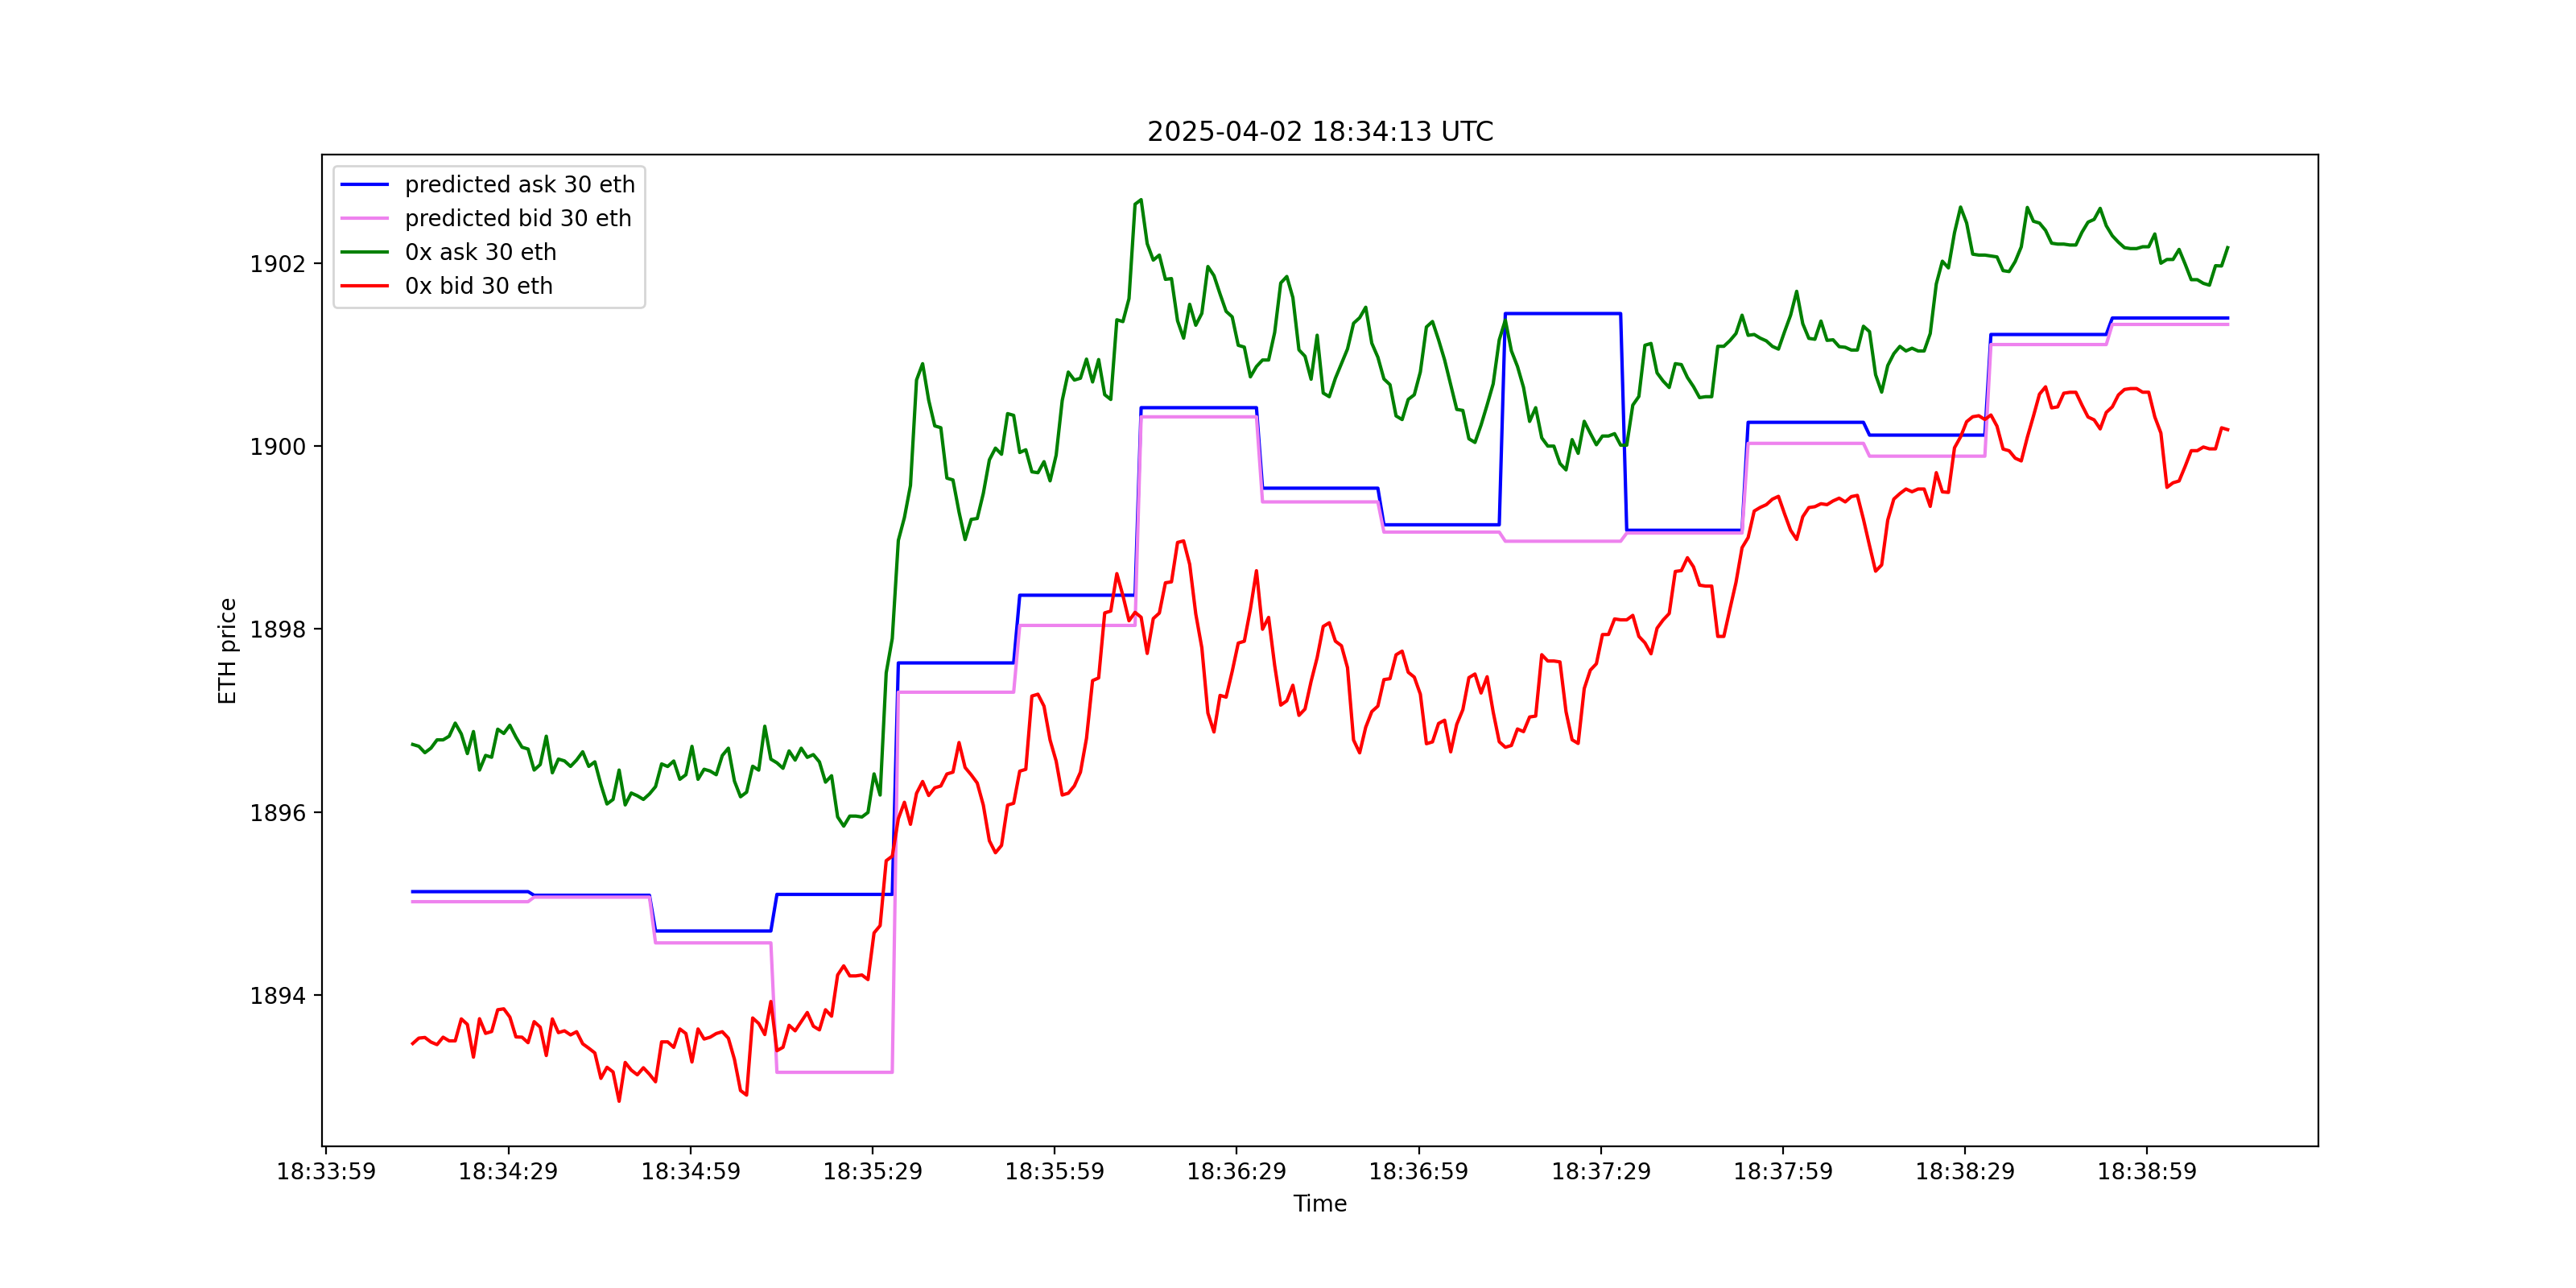 2025-04-02 18:34:13 UTC
predicted ask 30 eth
predicted bid 30 eth
0x ask 30 eth
0x bid 30 eth
ETH price
1902
1900
1898
1896
1894
18:33:59 18:34:29 18:34:59 18:35:29 18:35:59 18:36:29 18:36:59 18:37:29 18:37:59 18:38:29 18:38:59
Time